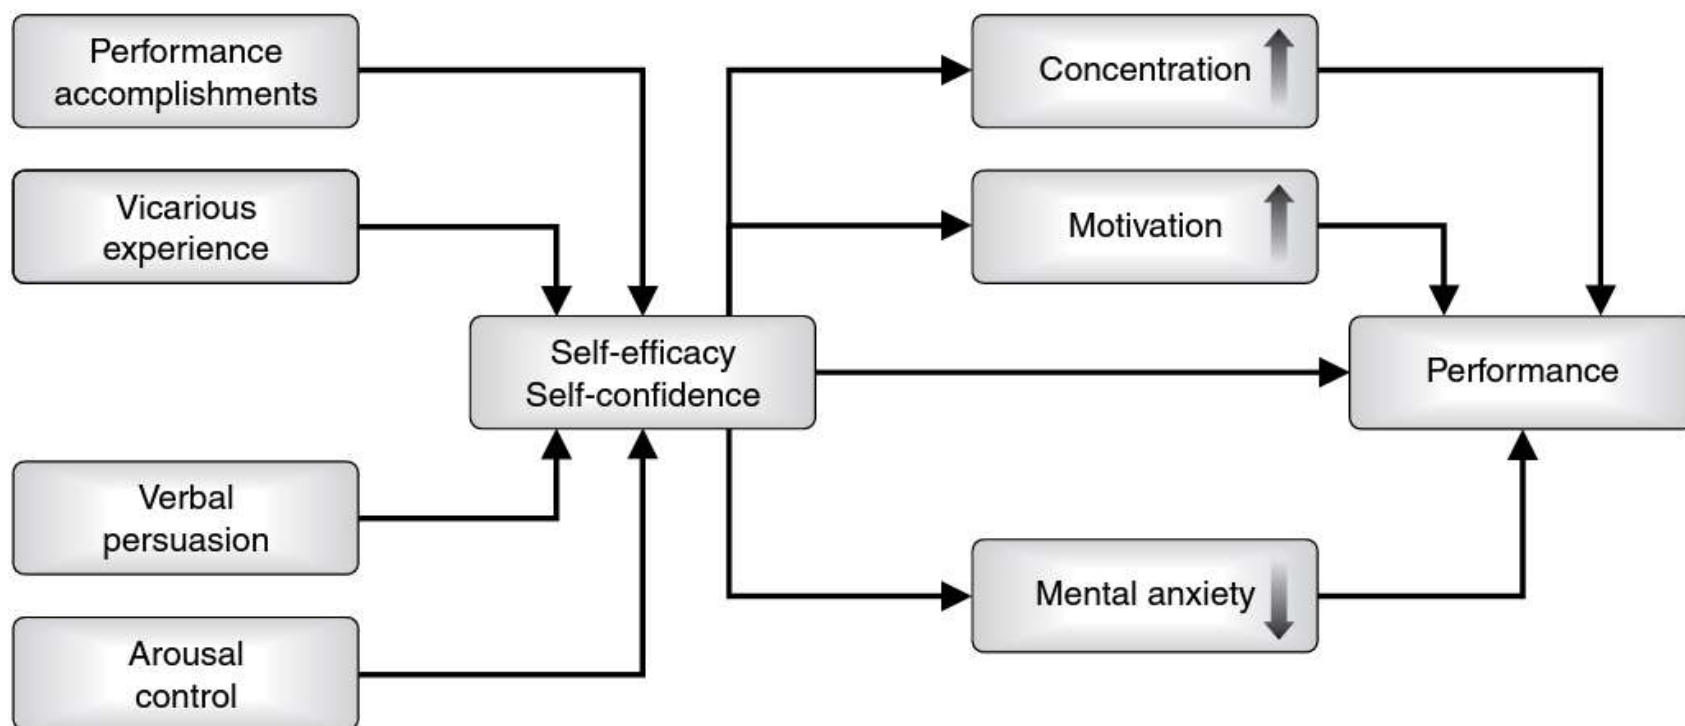 Performance
accomplishments
Vicarious
experience
Verbal
persuasion
Arousal
control
Self-efficacy
Self-confidence
Concentration
Motivation
Mental anxiety
Performance